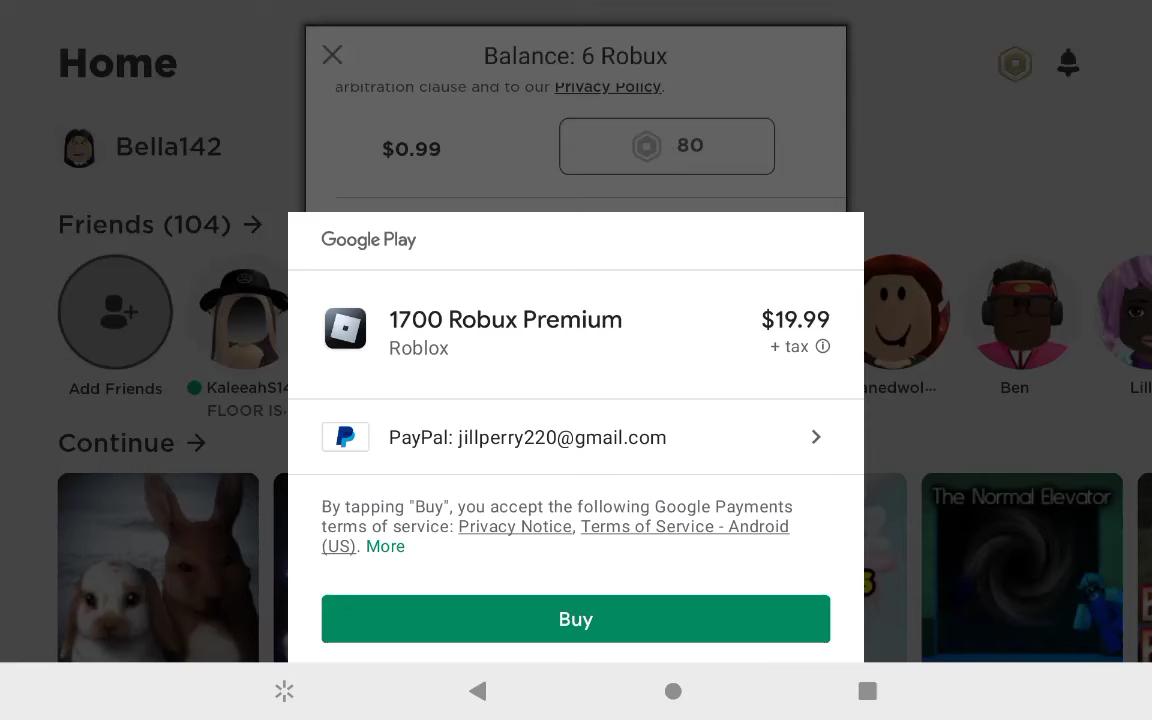 Home
Balance: 6 Robux
arbitration clause and to our Privacy Policy.
Bella142
$0.99
80
Friends (104) →
Google Play
1700 Robux Premium
$19.99
Roblox
+ tax
Add Friends
KaleeahS14
FLOOR IS
anedwol...
Ben
Lill
Continue →
PayPal: jillperry220@gmail.com
The Normal Elevator
By tapping "Buy", you accept the following Google Payments
terms of service: Privacy Notice, Terms of Service - Android
(US). More
Buy